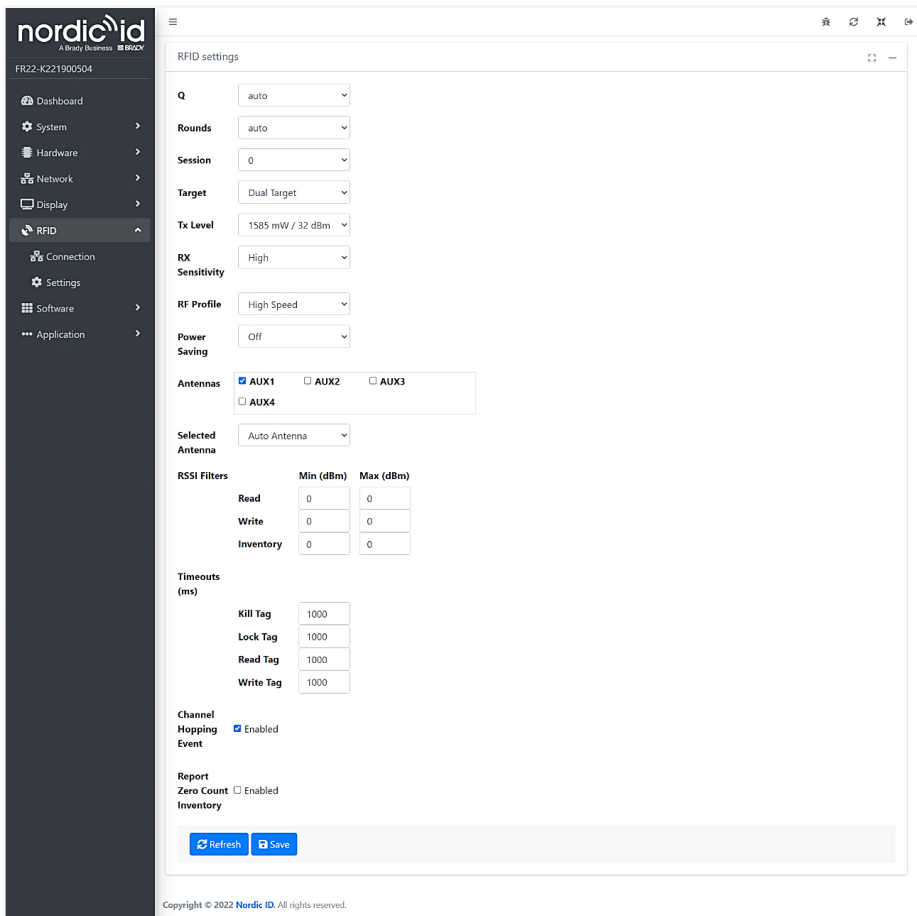 nordic id
A Brady Business BRADY
FR22-K221900504
Dashboard
System
Hardware
Network
Display
RFID
Connection
Settings
Software
Application
RFID settings
Q auto
Rounds auto
Session 0
Target Dual Target
Tx Level 1585 mW / 32 dBm
RX
Sensitivity High
RF Profile High Speed
Power
Saving Off
Antennas AUX1 AUX2 AUX3
AUX4
Selected
Antenna Auto Antenna
RSSI Filters Min (dBm) Max (dBm)
Read 0 0
Write 0 0
Inventory 0 0
Timeouts
(ms)
Kill Tag 1000
Lock Tag 1000
Read Tag 1000
Write Tag 1000
Channel
Hopping Enabled
Event
Report
Zero Count Enabled
Inventory
Refresh Save
Copyright © 2022 Nordic ID. All rights reserved.